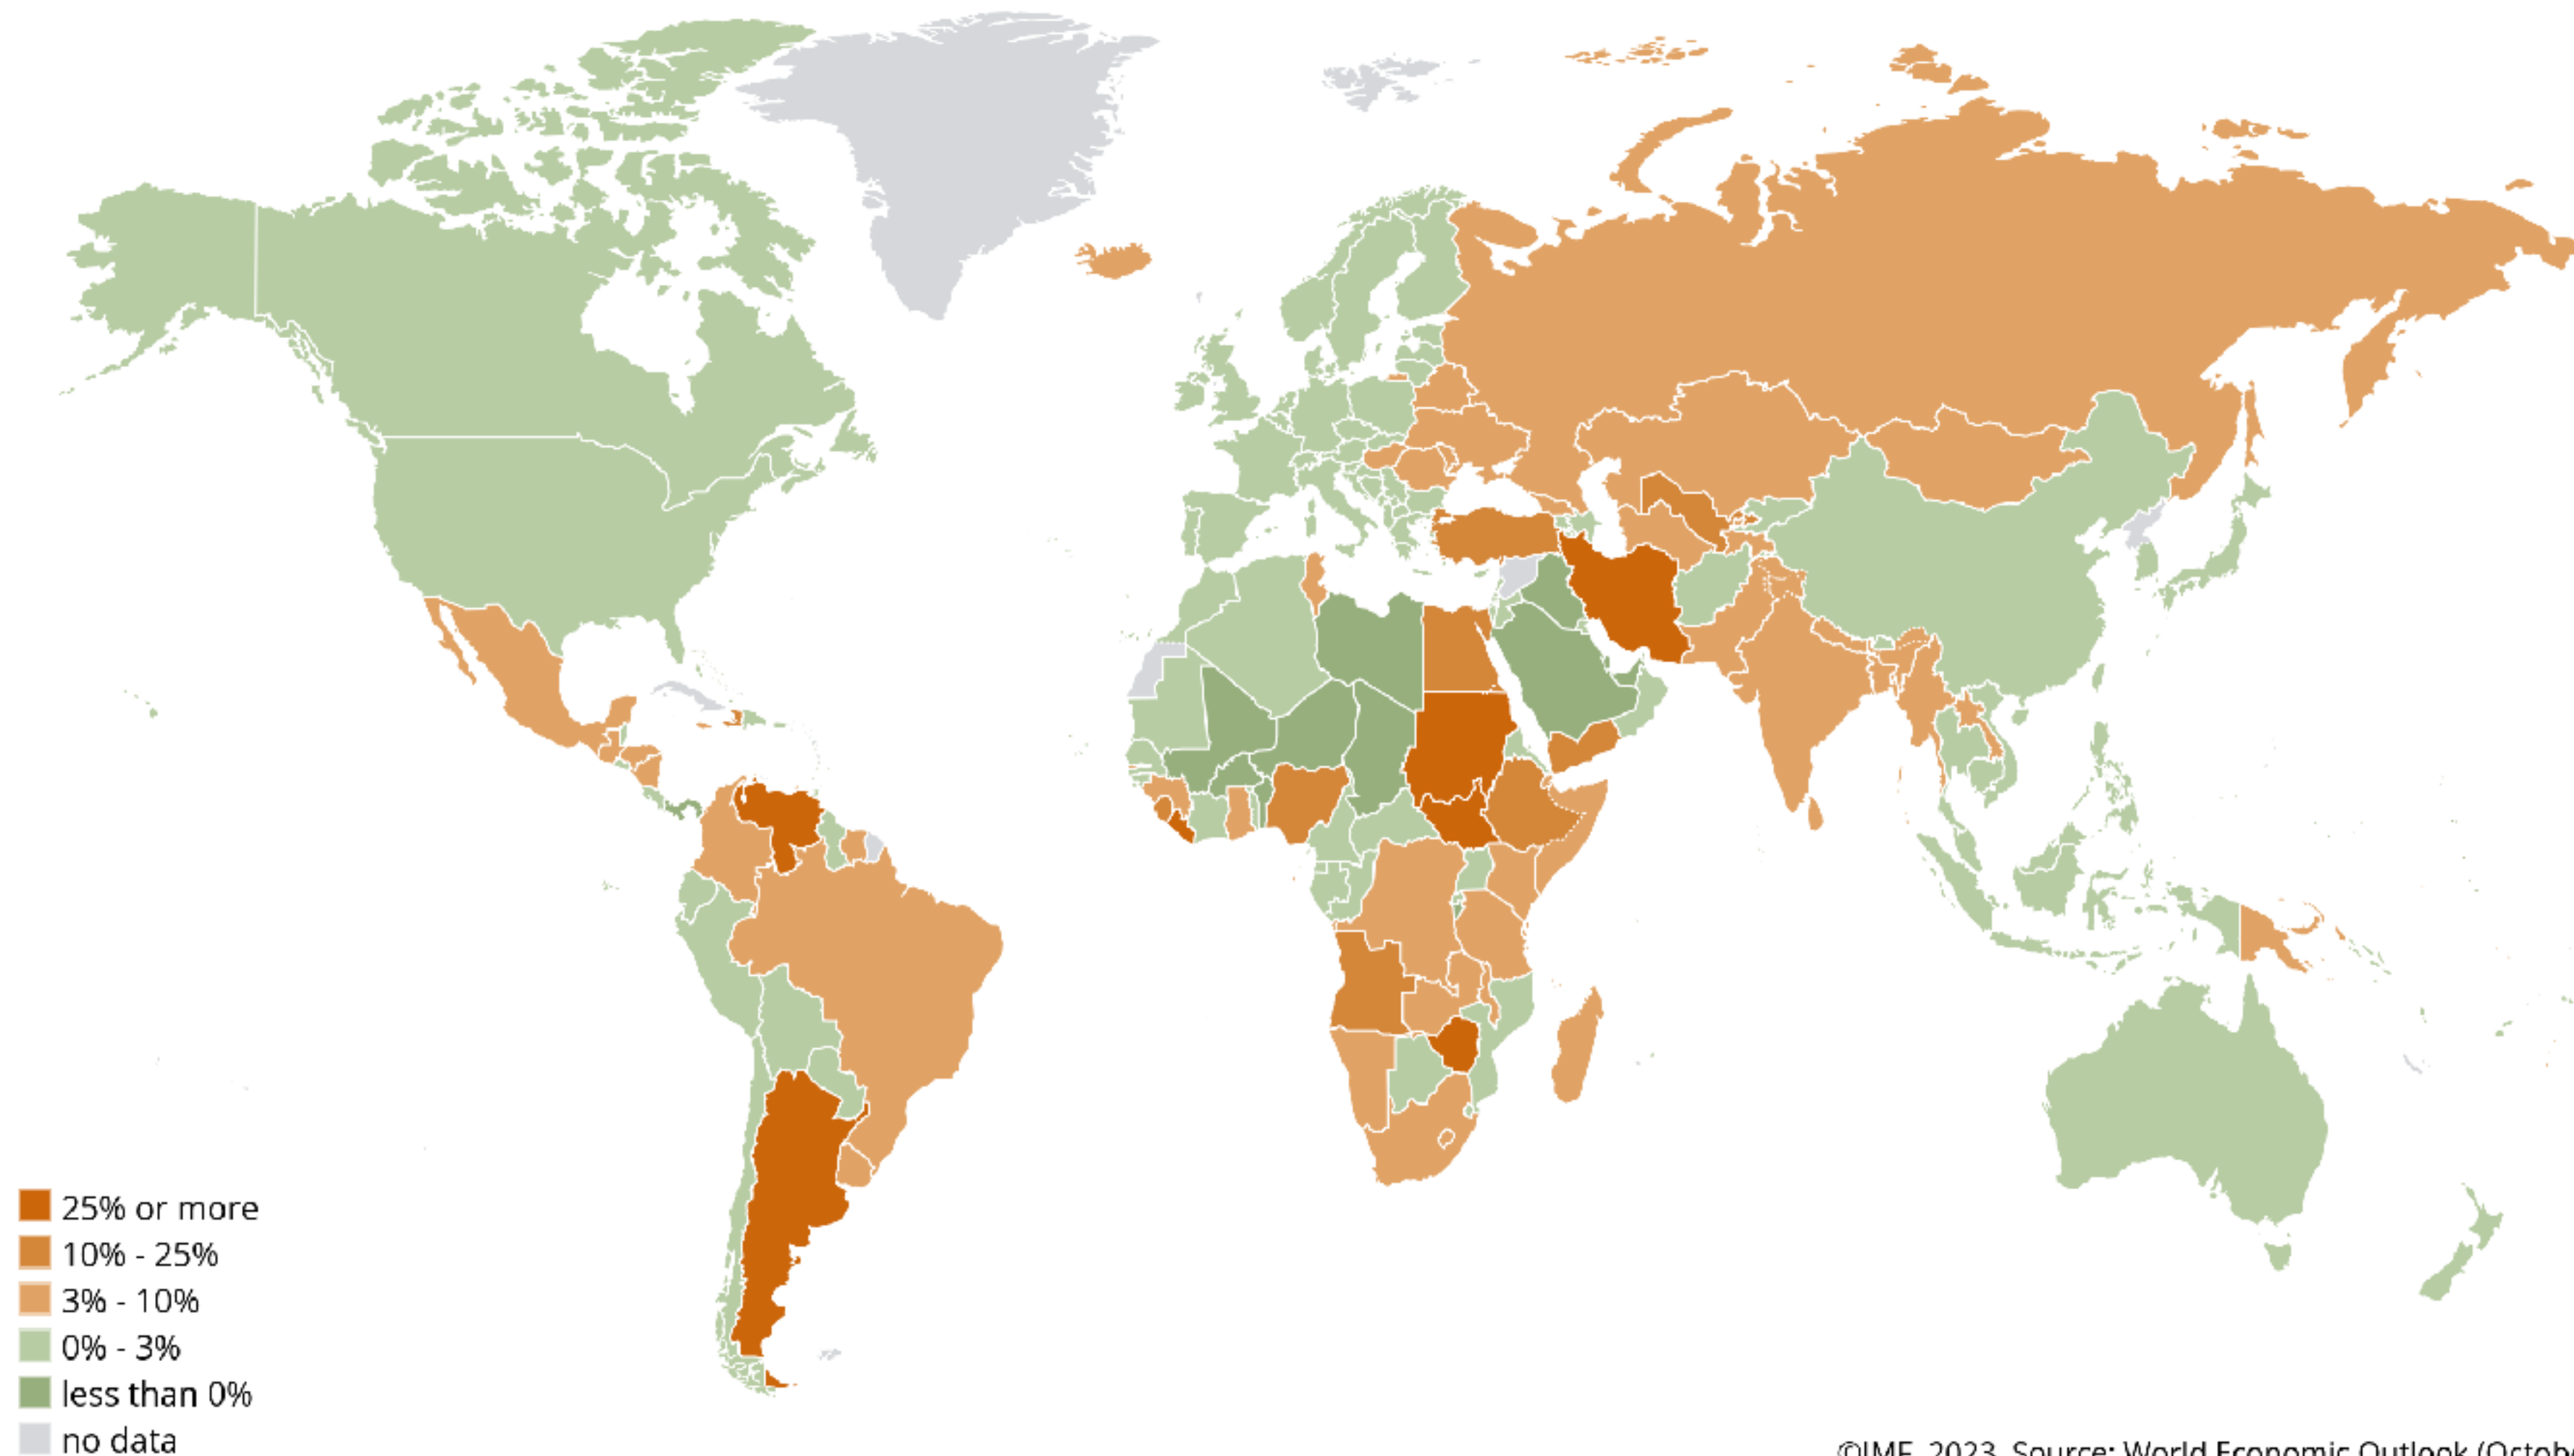 25% or more
10% - 25%
3% - 10%
0% - 3%
less than 0%
no data
©IMF, 2023, Source: World Economic Outlook